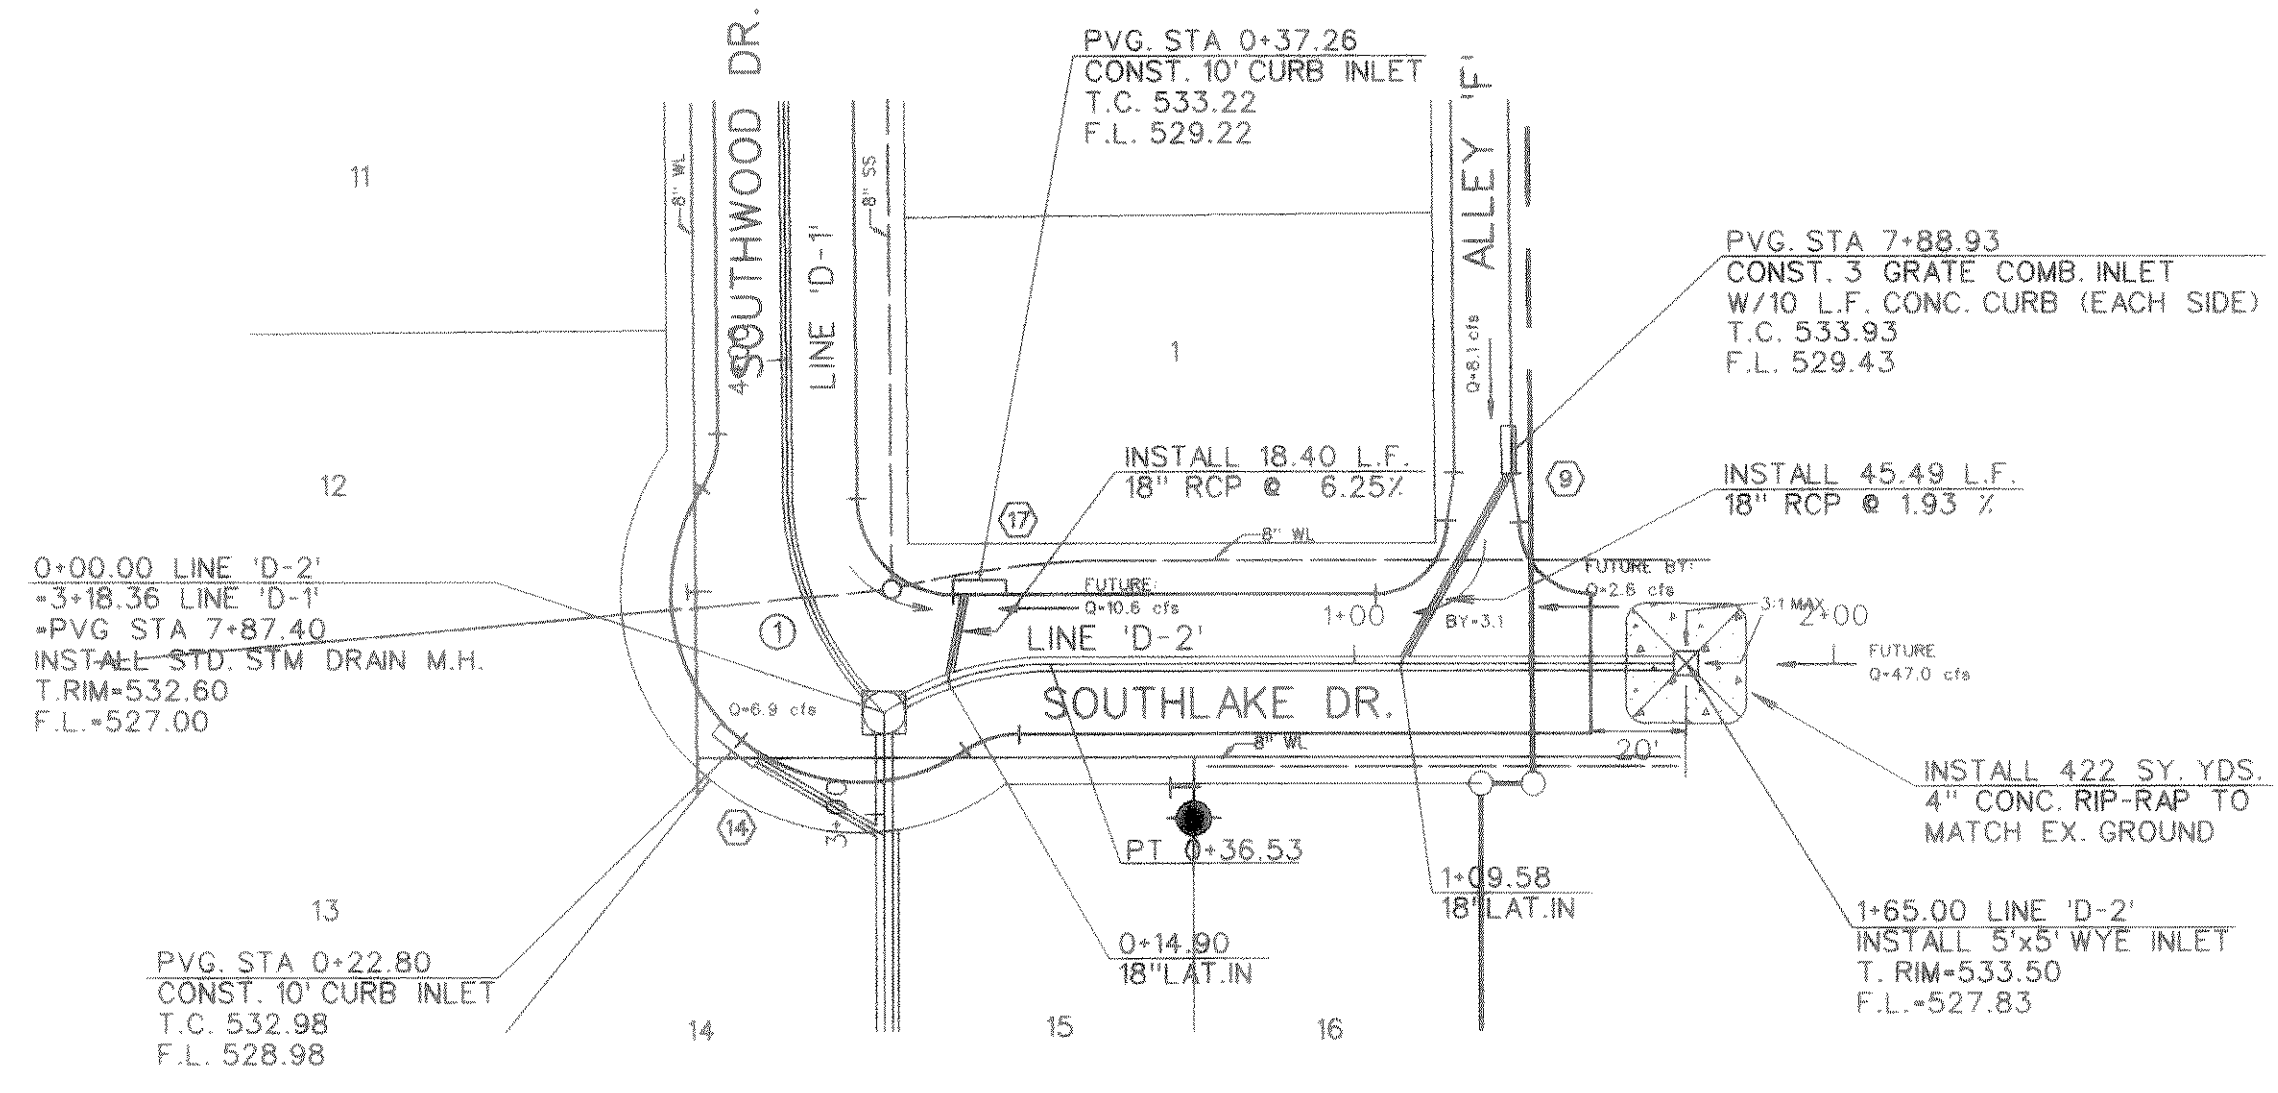 PVG. STA 0+37.26
CONST. 10' CURB INLET
T.C. 533.22
F.L. 529.22
SOUTHWOOD DR.
LINE 'D-1'
8" WL
8" SS
ALLEY 'F'
Q=8.1 cfs
11
12
13
14
15
16
1
PVG. STA 7+88.93
CONST. 3 GRATE COMB. INLET
W/10 L.F. CONC. CURB (EACH SIDE)
T.C. 533.93
F.L. 529.43
INSTALL 18.40 L.F.
18" RCP @ 6.25%
INSTALL 45.49 L.F.
18" RCP @ 1.93 %
9
17
8" WL
0+00.00 LINE 'D-2'
=3+18.36 LINE 'D-1'
=PVG STA 7+87.40
INSTALL STD. STM DRAIN M.H.
T.RIM=532.60
F.L.=527.00
FUTURE:
Q=10.6 cfs
1+00
BY=3.1
FUTURE BY:
Q=2.6 cfs
3:1 MAX
2+00
FUTURE
Q=47.0 cfs
1
LINE 'D-2'
SOUTHLAKE DR.
Q=6.9 cfs
8" WL
20'
14
3+00
PT 0+36.53
INSTALL 422 SY. YDS.
4" CONC. RIP-RAP TO
MATCH EX. GROUND
1+09.58
18"LAT.IN
0+14.90
18"LAT.IN
1+65.00 LINE 'D-2'
INSTALL 5'x5' WYE INLET
T. RIM=533.50
F.L.=527.83
PVG. STA 0+22.80
CONST. 10' CURB INLET
T.C. 532.98
F.L. 528.98